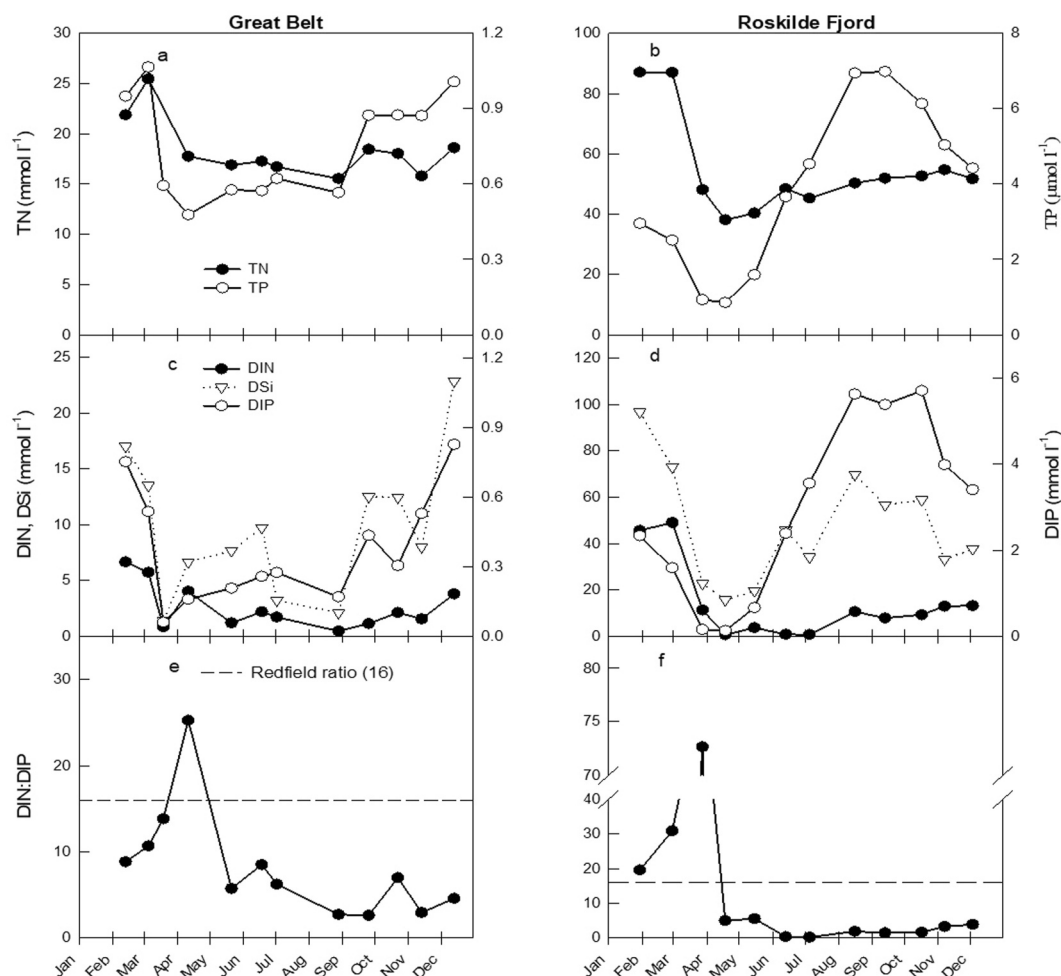 Great Belt
Roskilde Fjord
30
25
20
15
10
5
0
TN (mmol l⁻¹)
a
TN
TP
1.2
0.9
0.6
0.3
0.0
100
80
60
40
20
0
b
8
6
4
2
0
TP (µmol l⁻¹)
25
20
15
10
5
0
DIN, DSi (mmol l⁻¹)
c
DIN
DSi
DIP
1.2
0.9
0.6
0.3
0.0
120
100
80
60
40
20
0
d
6
4
2
0
DIP (mmol l⁻¹)
30
20
10
0
DIN:DIP
e
Redfield ratio (16)
80
75
70
40
30
20
10
0
f
Jan Feb Mar Apr May Jun Jul Aug Sep Oct Nov Dec
Jan Feb Mar Apr May Jun Jul Aug Sep Oct Nov Dec